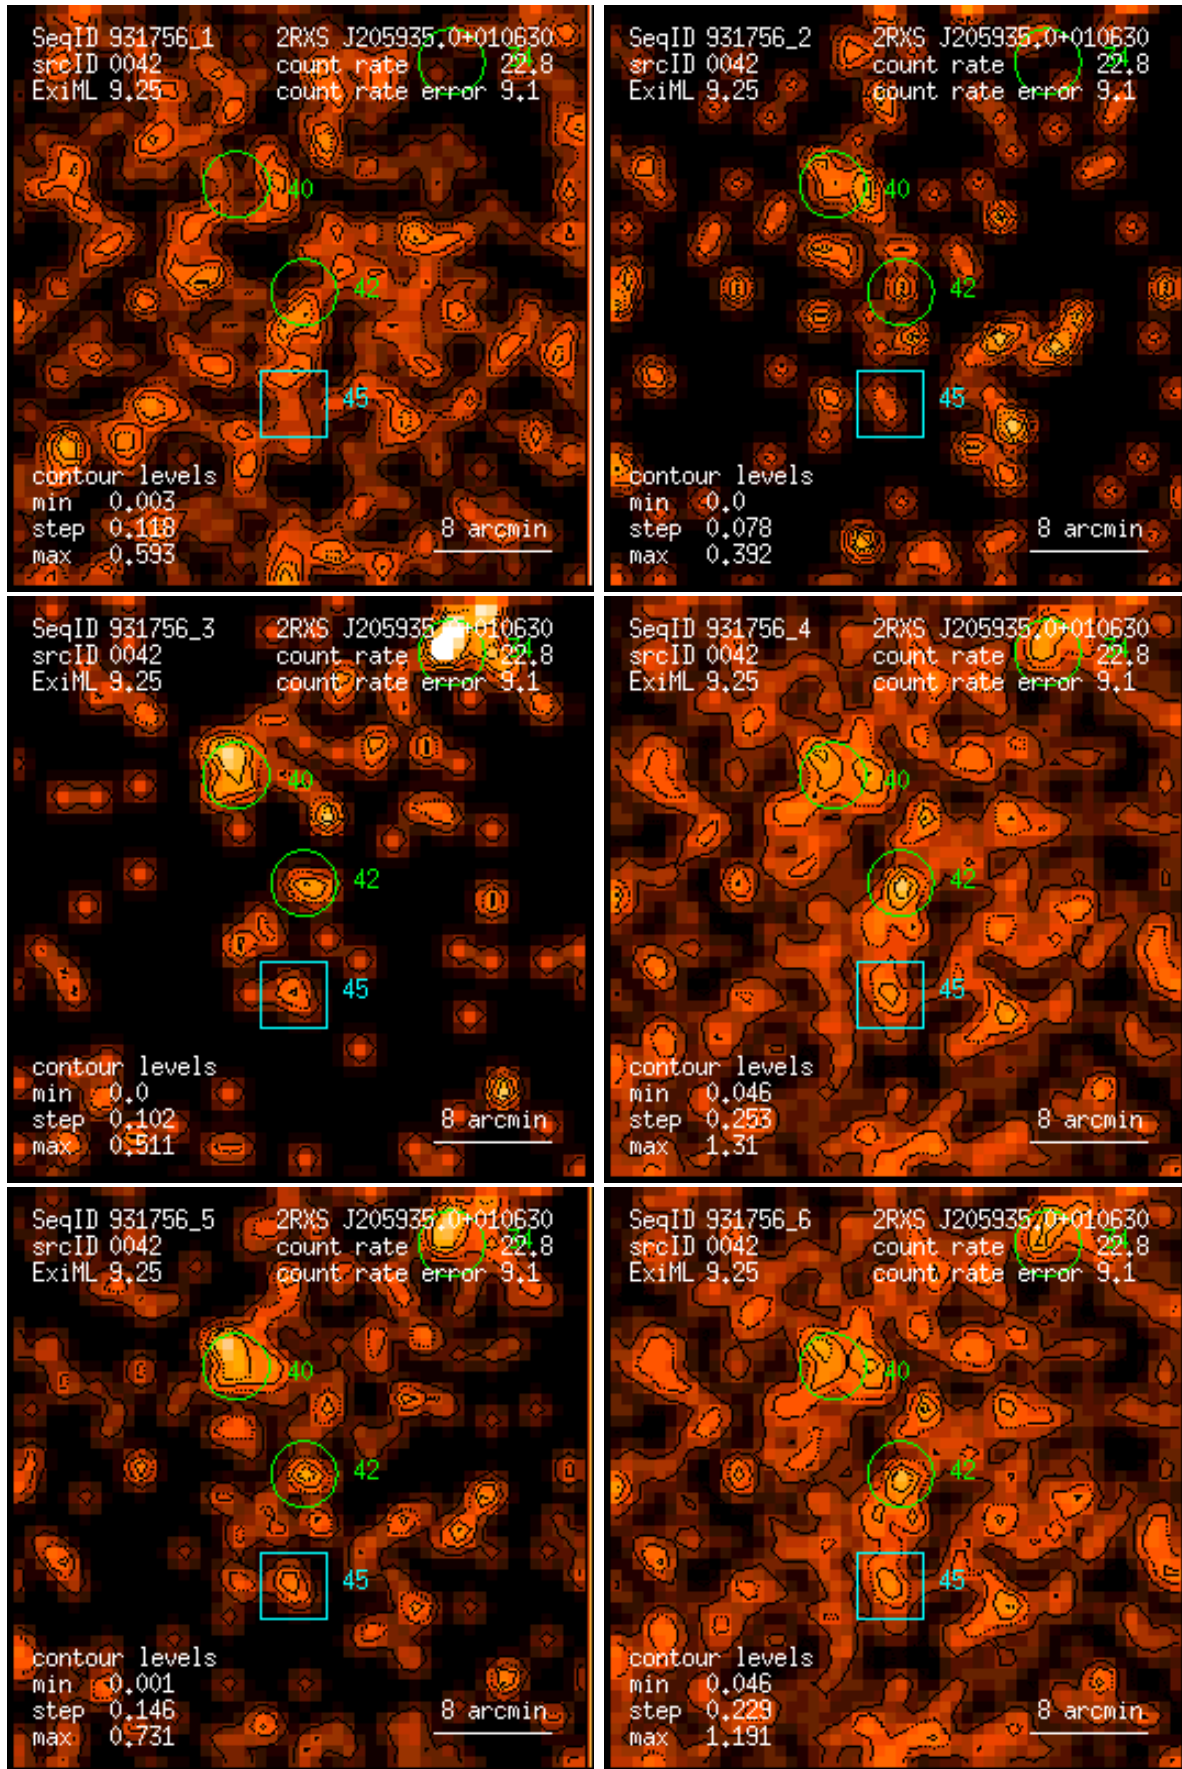 SeqID 931756_1 2RXS J205935.0+010630
srcID 0042 count rate 22.8
ExiML 9.25 count rate error 9.1
34
40
42
45
contour levels
min 0.003
step 0.118
max 0.593
8 arcmin
SeqID 931756_2 2RXS J205935.0+010630
srcID 0042 count rate 22.8
ExiML 9.25 count rate error 9.1
34
40
42
45
contour levels
min 0.0
step 0.078
max 0.392
8 arcmin
SeqID 931756_3 2RXS J205935.0+010630
srcID 0042 count rate 22.8
ExiML 9.25 count rate error 9.1
34
40
42
45
contour levels
min 0.0
step 0.102
max 0.511
8 arcmin
SeqID 931756_4 2RXS J205935.0+010630
srcID 0042 count rate 22.8
ExiML 9.25 count rate error 9.1
34
40
42
45
contour levels
min 0.046
step 0.253
max 1.31
8 arcmin
SeqID 931756_5 2RXS J205935.0+010630
srcID 0042 count rate 22.8
ExiML 9.25 count rate error 9.1
34
40
42
45
contour levels
min 0.001
step 0.146
max 0.731
8 arcmin
SeqID 931756_6 2RXS J205935.0+010630
srcID 0042 count rate 22.8
ExiML 9.25 count rate error 9.1
34
40
42
45
contour levels
min 0.046
step 0.229
max 1.191
8 arcmin